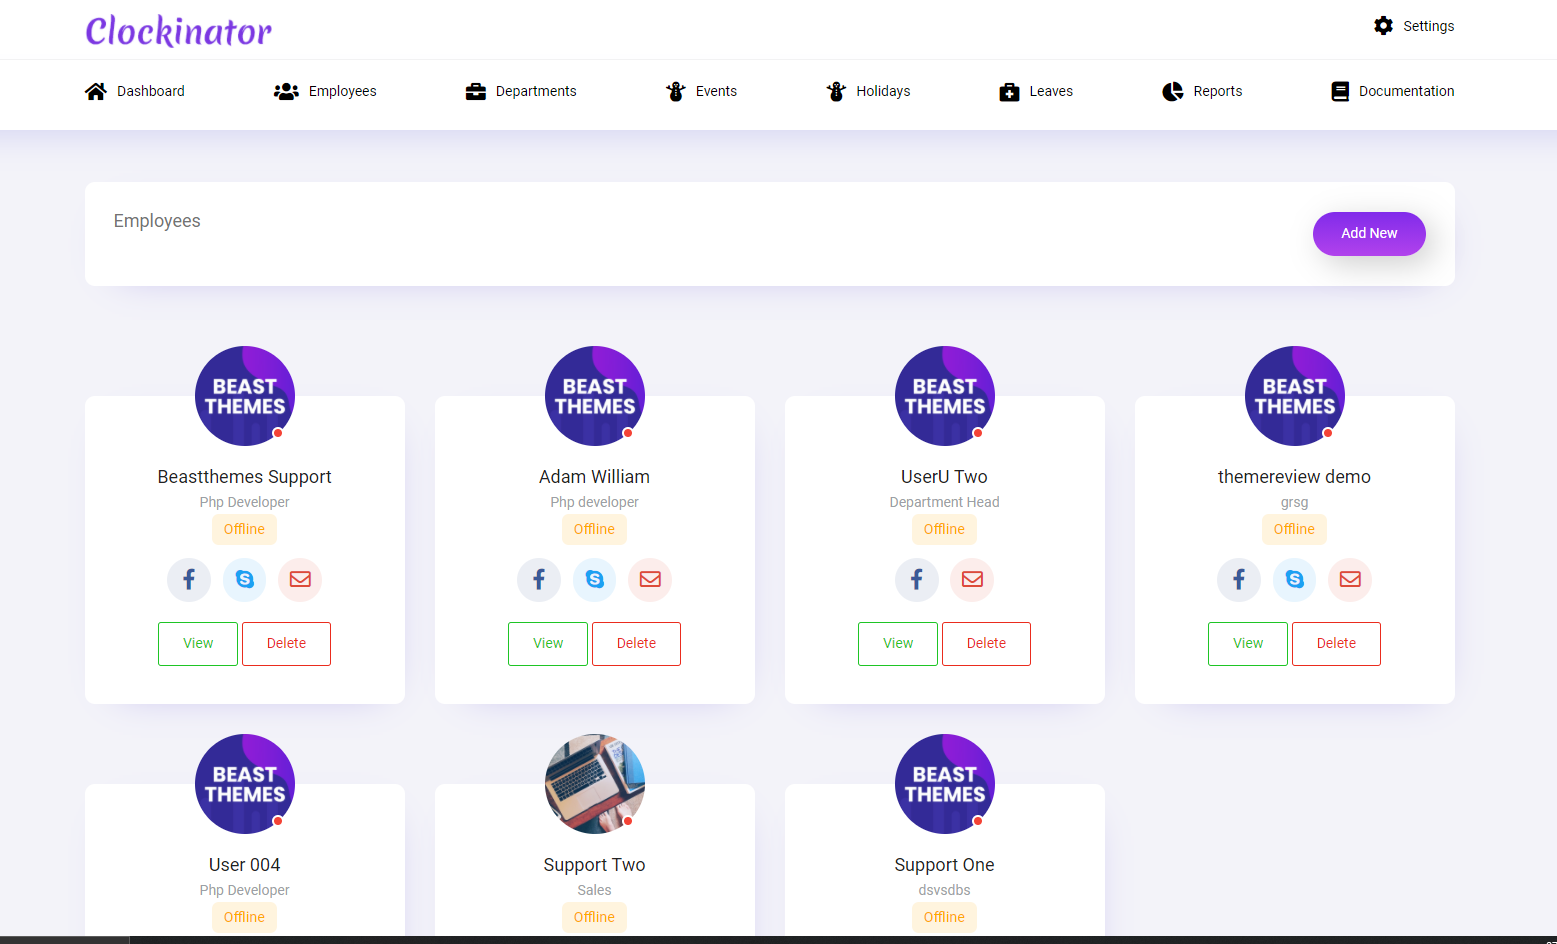 Clockinator
Settings
Dashboard
Employees
Departments
Events
Holidays
Leaves
Reports
Documentation
Employees
Add New
BEAST
THEMES
Beastthemes Support
Php Developer
Offline
View
Delete
BEAST
THEMES
Adam William
Php developer
Offline
View
Delete
BEAST
THEMES
UserU Two
Department Head
Offline
View
Delete
BEAST
THEMES
themereview demo
grsg
Offline
View
Delete
BEAST
THEMES
User 004
Php Developer
Offline
Support Two
Sales
Offline
BEAST
THEMES
Support One
dsvsdbs
Offline